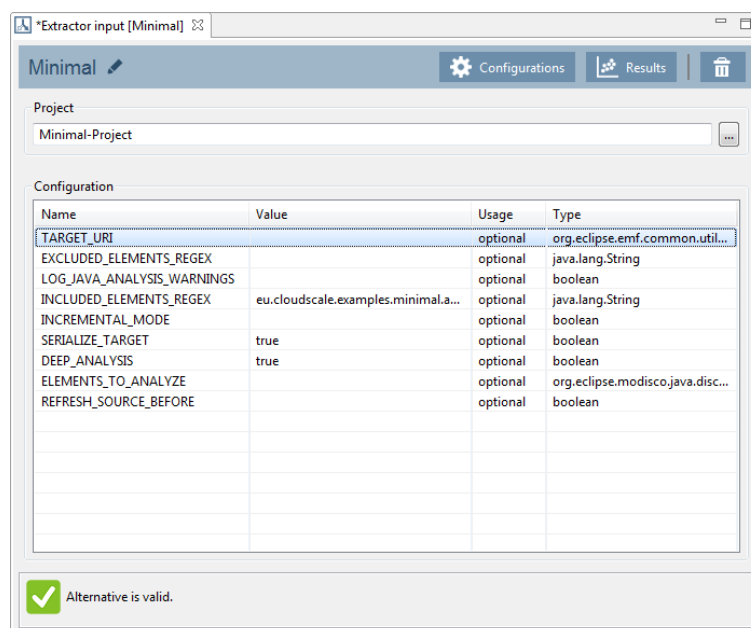 *Extractor input [Minimal]
Minimal Configurations Results
Project
Minimal-Project ...
Configuration
Name Value Usage Type
TARGET_URI optional org.eclipse.emf.common.util...
EXCLUDED_ELEMENTS_REGEX optional java.lang.String
LOG_JAVA_ANALYSIS_WARNINGS optional boolean
INCLUDED_ELEMENTS_REGEX eu.cloudscale.examples.minimal.a... optional java.lang.String
INCREMENTAL_MODE optional boolean
SERIALIZE_TARGET true optional boolean
DEEP_ANALYSIS true optional boolean
ELEMENTS_TO_ANALYZE optional org.eclipse.modisco.java.disc...
REFRESH_SOURCE_BEFORE optional boolean
Alternative is valid.